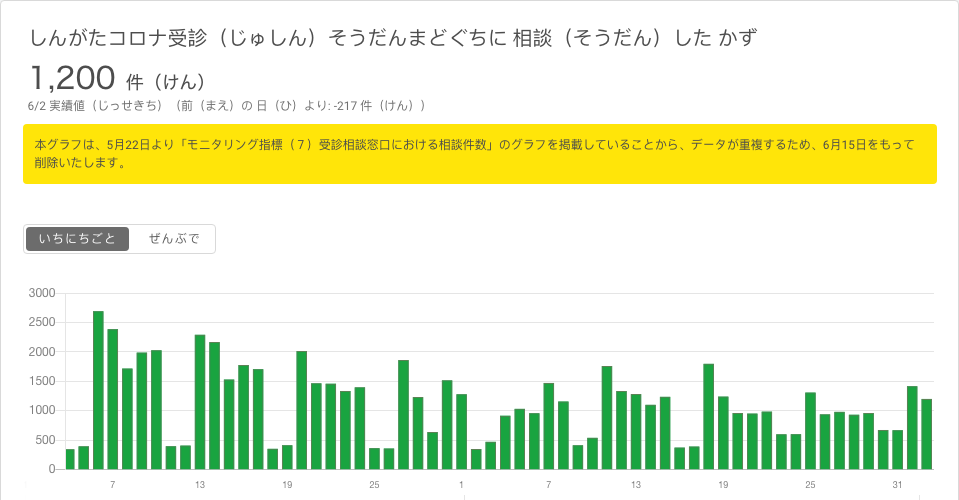 しんがたコロナ受診（じゅしん）そうだんまどぐちに 相談（そうだん）した かず
1,200 件（けん）
6/2 実績値（じっせきち）（前（まえ）の 日（ひ）より: -217 件（けん））
本グラフは、5月22日より「モニタリング指標（７）受診相談窓口における相談件数」のグラフを掲載していることから、データが重複するため、6月15日をもって
削除いたします。
いちにちごと ぜんぶで
3000
2500
2000
1500
1000
500
0
7 13 19 25 1 7 13 19 25 31